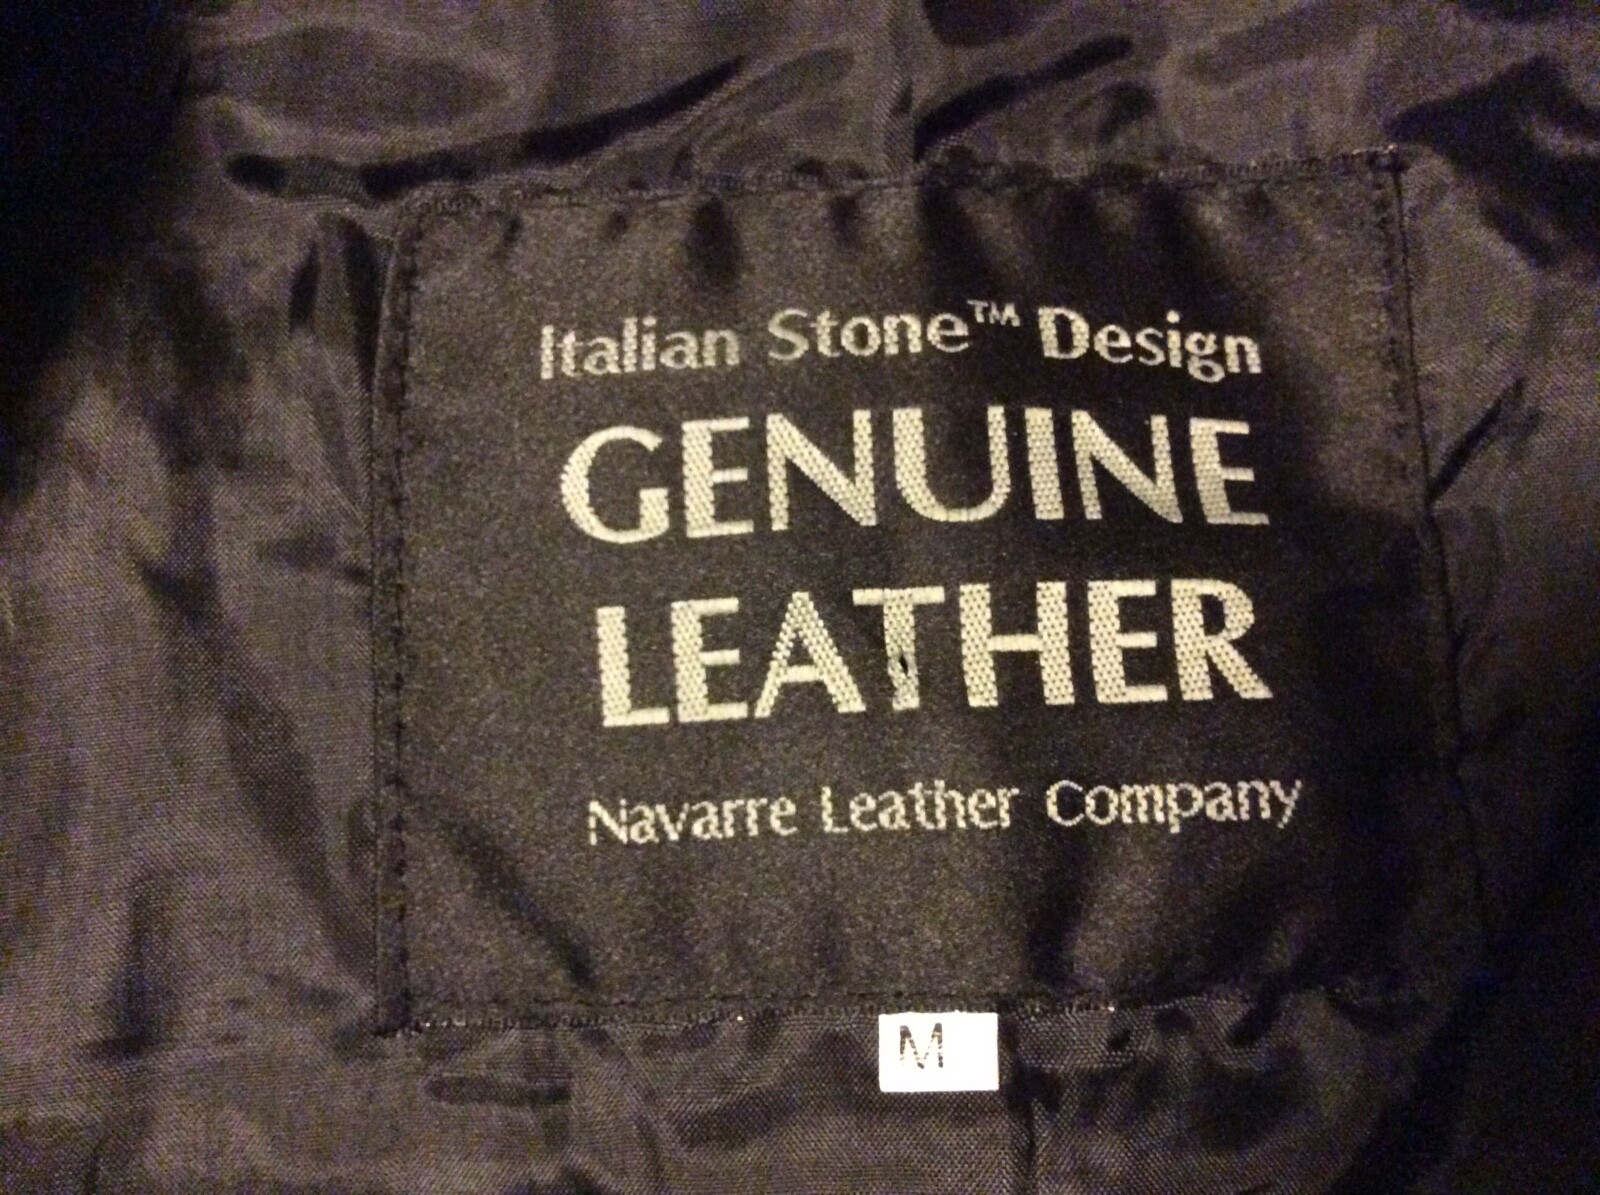 Italian Stone™ Design
GENUINE
LEATHER
Navarre Leather Company
M